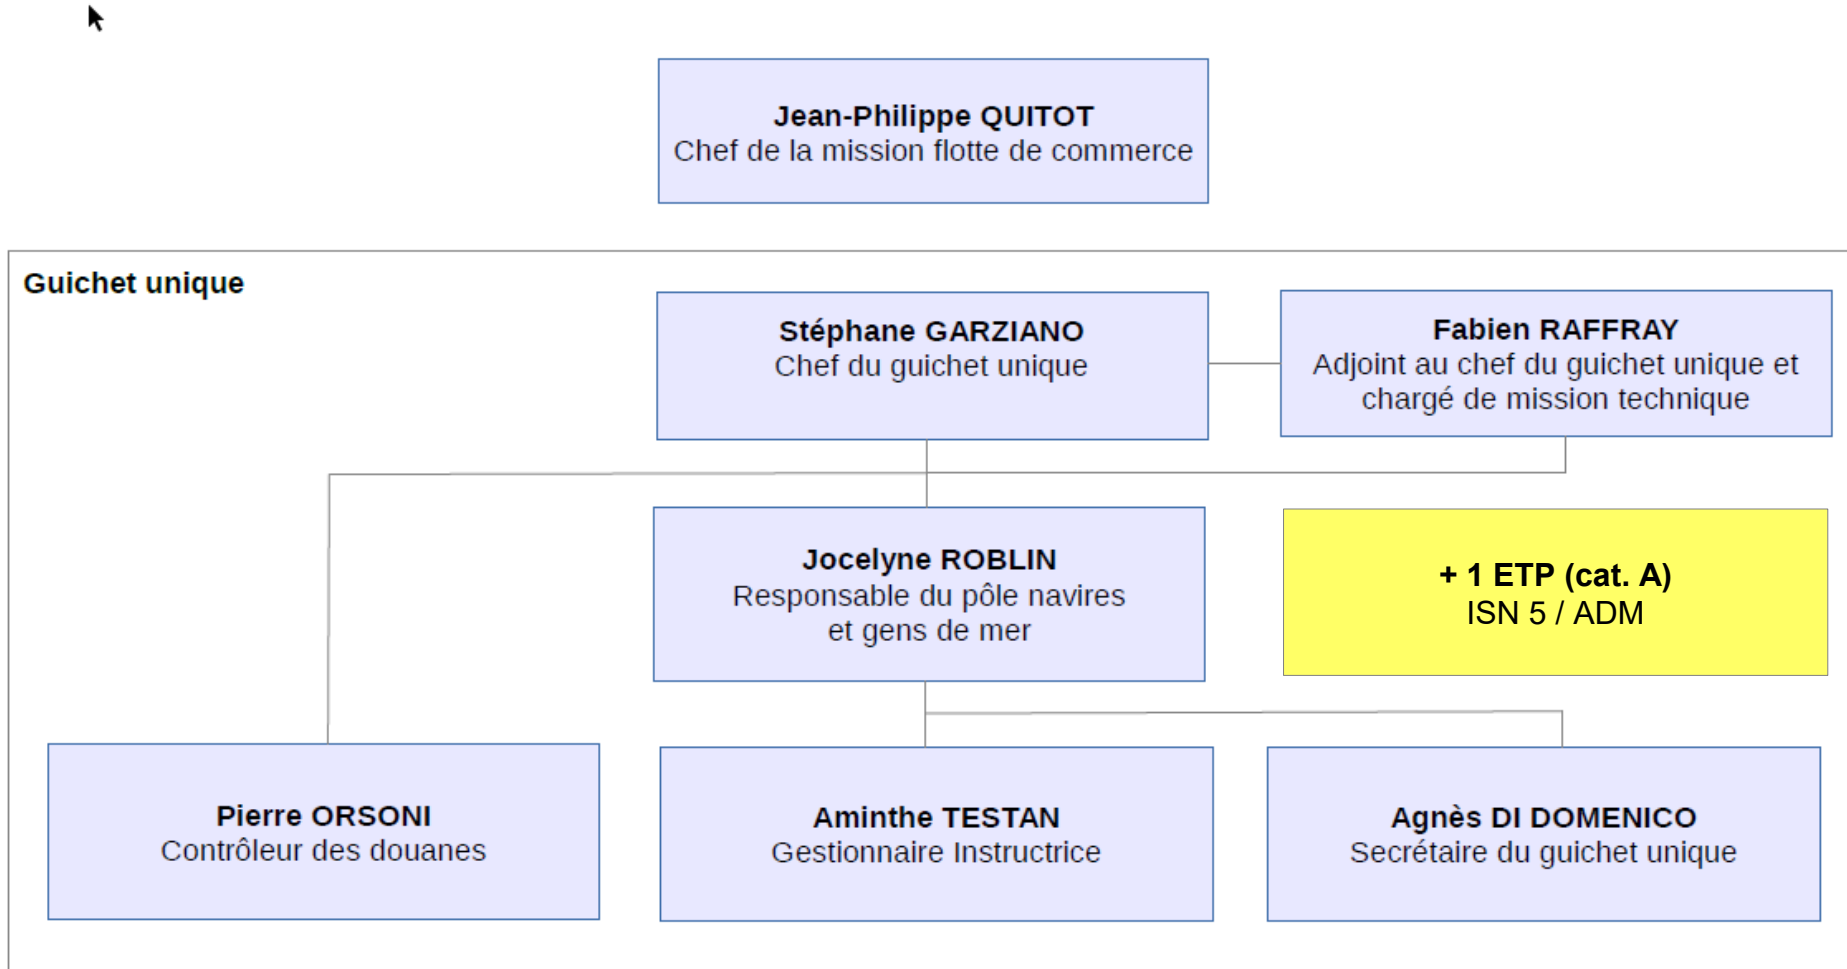 Jean-Philippe QUITOT
Chef de la mission flotte de commerce
Guichet unique
Stéphane GARZIANO
Chef du guichet unique
Fabien RAFFRAY
Adjoint au chef du guichet unique et
chargé de mission technique
Jocelyne ROBLIN
Responsable du pôle navires
et gens de mer
+ 1 ETP (cat. A)
ISN 5 / ADM
Pierre ORSONI
Contrôleur des douanes
Aminthe TESTAN
Gestionnaire Instructrice
Agnès DI DOMENICO
Secrétaire du guichet unique